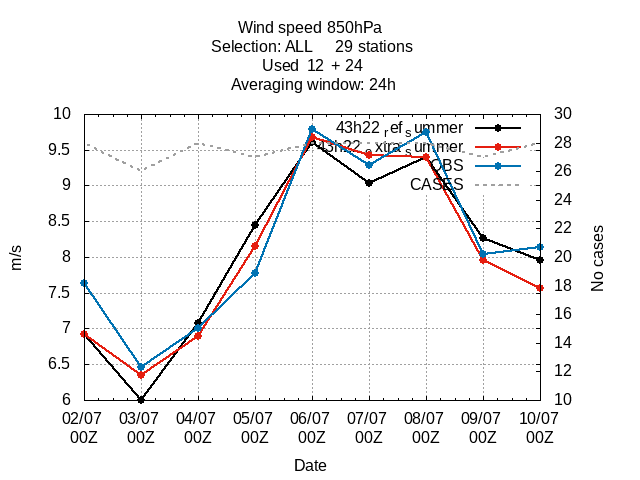 Wind speed 850hPa
Selection: ALL 29 stations
Used 12 + 24
Averaging window: 24h
10
9.5
9
8.5
8
7.5
7
6.5
6
m/s
30
28
26
24
22
20
18
16
14
12
10
No cases
43h22 refsummer
OBS
CASES
02/07 03/07 04/07 05/07 06/07 07/07 08/07 09/07 10/07
00Z 00Z 00Z 00Z 00Z 00Z 00Z 00Z 00Z
Date